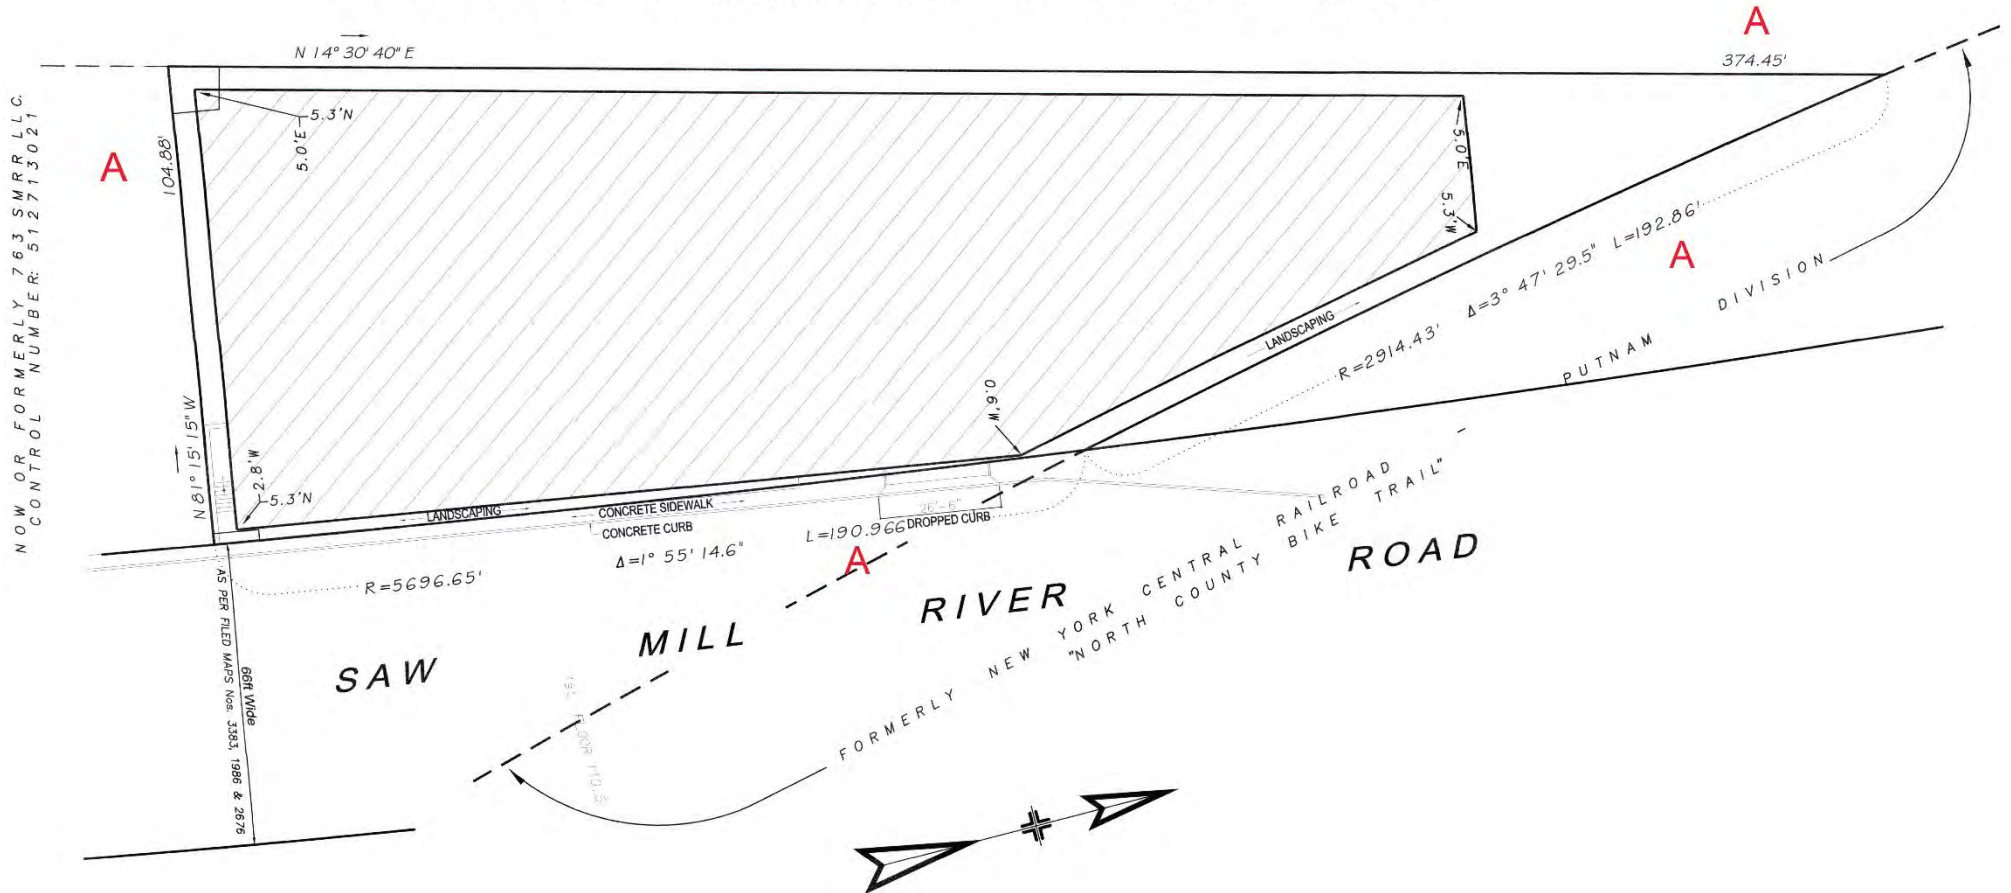 A
N 14° 30' 40" E
374.45'
NOW OR FORMERLY 763 SMRR LLC.
CONTROL NUMBER: 512713021
A
104.88'
5.3'N
5.0'E
5.0'E
5.3'W
N 81° 15' 15" W
2.8'W
5.3'N
0.6'W
LANDSCAPING
R=2914.43' Δ=3° 47' 29.5" L=192.86'
A
PUTNAM DIVISION
LANDSCAPING
CONCRETE SIDEWALK
CONCRETE CURB
26'-6"
DROPPED CURB
R=5696.65' Δ=1° 55' 14.6" L=190.966
A
SAW MILL RIVER ROAD
FORMERLY NEW YORK CENTRAL RAILROAD
"NORTH COUNTY BIKE TRAIL"
66ft Wide
AS PER FILED MAPS Nos. 3383, 1986 & 2676